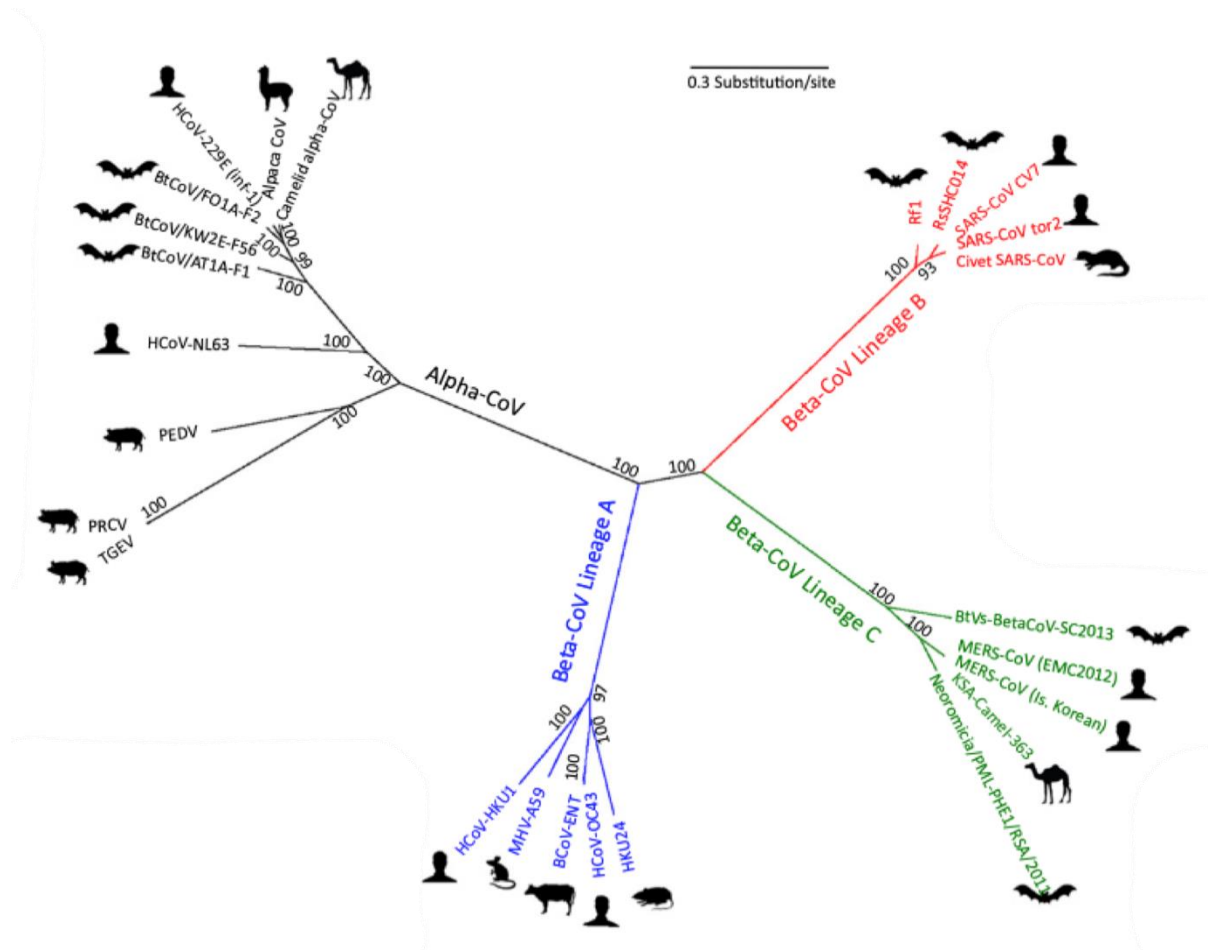 0.3 Substitution/site
HCoV-229E (inf-1)
Alpaca CoV
Camelid alpha-CoV
BtCoV/FO1A-F2
BtCoV/KW2E-F56
BtCoV/AT1A-F1
100
100
99
100
HCoV-NL63
100
100
Alpha-CoV
PEDV
100
100
PRCV
TGEV
100
100
Rf1
RsSHC014
SARS-CoV CV7
SARS-CoV tor2
Civet SARS-CoV
100
93
Beta-CoV Lineage B
Beta-CoV Lineage A
Beta-CoV Lineage C
100
100
BtVs-BetaCoV-SC2013
MERS-CoV (EMC2012)
MERS-CoV (Is. Korean)
KSA-Camel-363
Neoromicia/PML-PHE1/RSA/2011
97
100
100
100
HCoV-HKU1
MHV-A59
BCoV-ENT
HCoV-OC43
HKU24